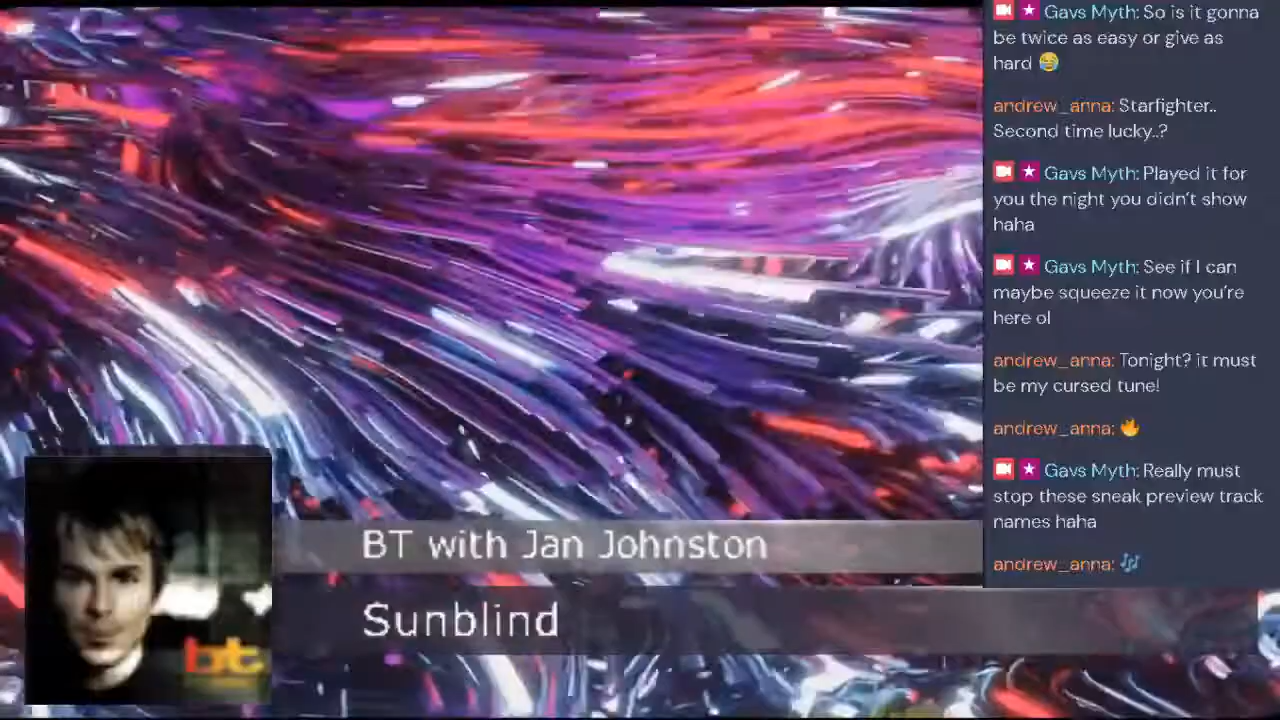 Gavs Myth: So is it gonna
be twice as easy or give as
hard 😂
andrew_anna: Starfighter..
Second time lucky..?
Gavs Myth: Played it for
you the night you didn't show
haha
Gavs Myth: See if I can
maybe squeeze it now you're
here ol
andrew_anna: Tonight? it must
be my cursed tune!
andrew_anna: 🔥
Gavs Myth: Really must
stop these sneak preview track
names haha
andrew_anna: 🎶
BT with Jan Johnston
Sunblind
bt